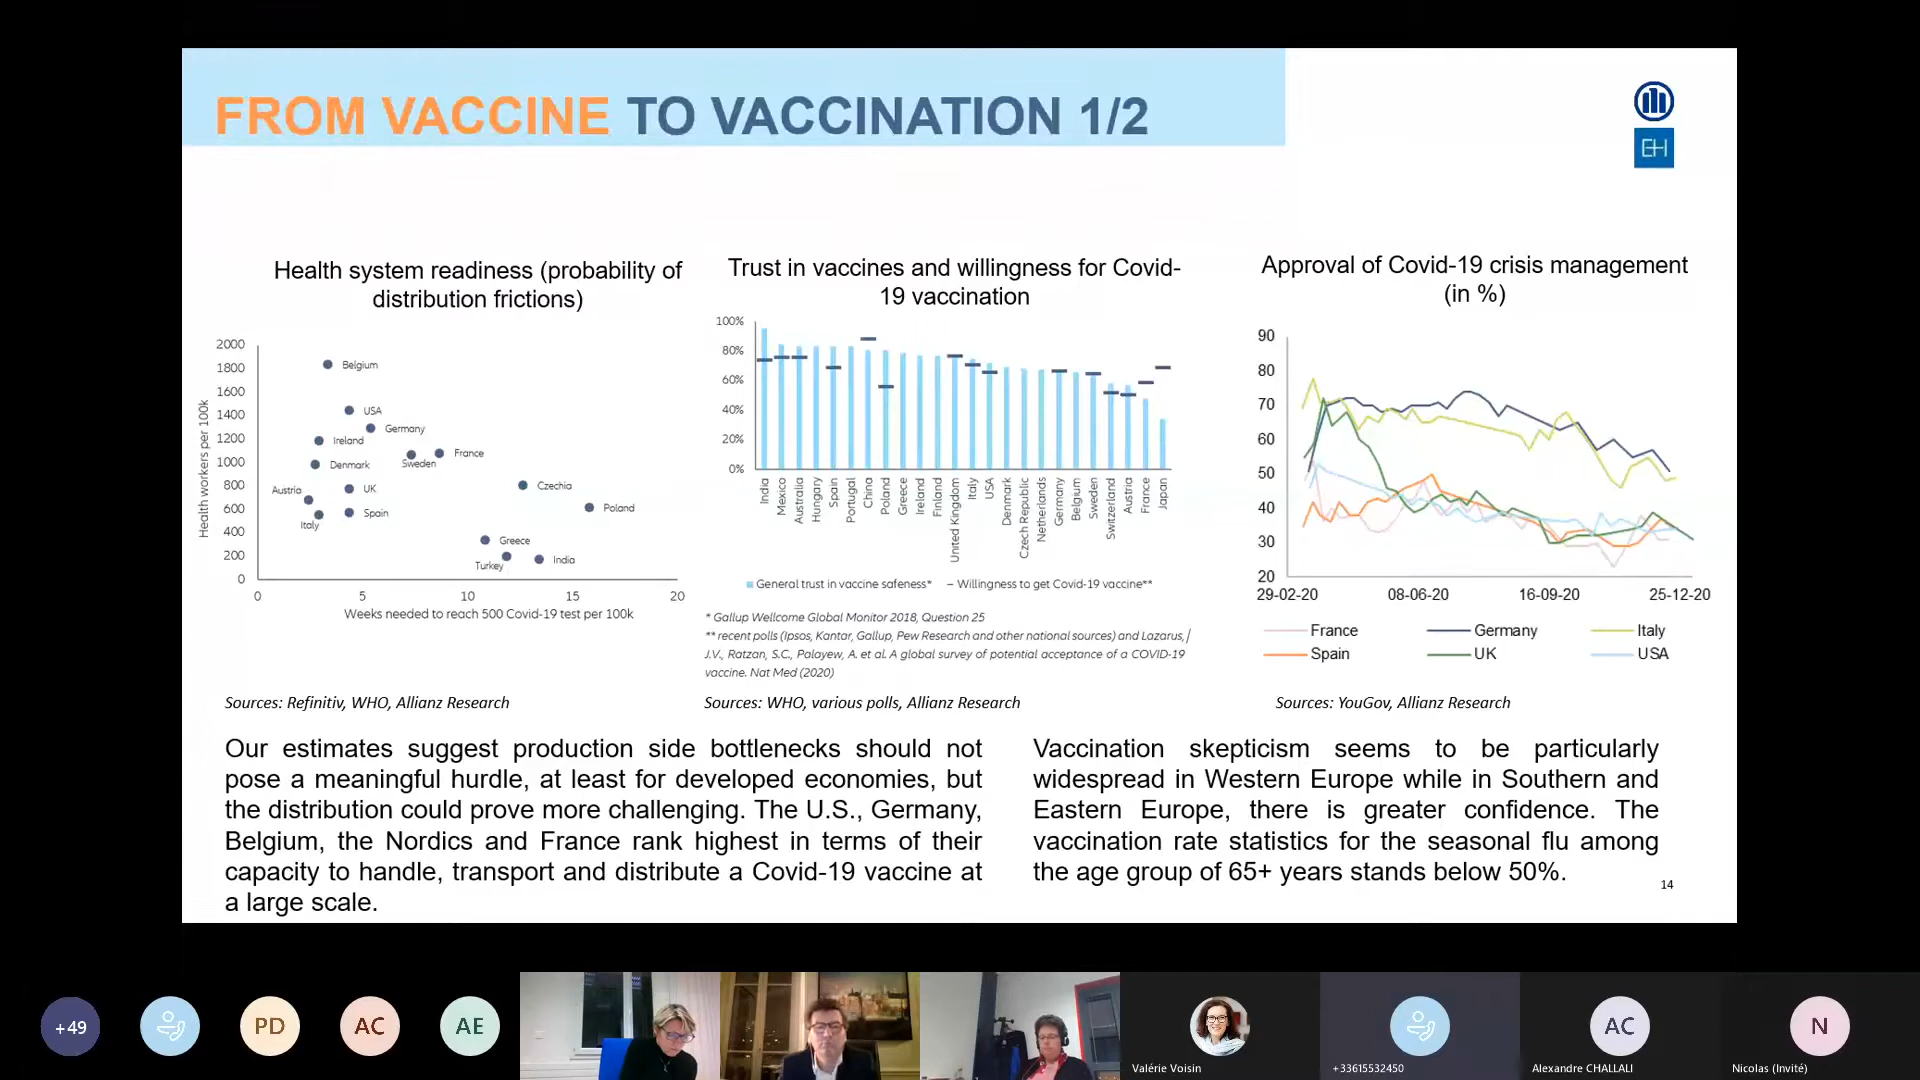 FROM VACCINE TO VACCINATION 1/2
EH
Health system readiness (probability of
distribution frictions)
2000
1800
1600
1400
1200
1000
800
600
400
200
0
Health workers per 100k
Belgium
USA
Germany
Ireland
France
Sweden
Denmark
Austria
UK
Czechia
Italy
Spain
Poland
Greece
Turkey
India
0 5 10 15 20
Weeks needed to reach 500 Covid-19 test per 100k
Sources: Refinitiv, WHO, Allianz Research
Trust in vaccines and willingness for Covid-
19 vaccination
100%
80%
60%
40%
20%
0%
India
Mexico
Australia
Hungary
Spain
Portugal
China
Poland
Greece
Ireland
Finland
United Kingdom
Italy
USA
Denmark
Czech Republic
Netherlands
Germany
Belgium
Sweden
Switzerland
Austria
France
Japan
General trust in vaccine safeness* – Willingness to get Covid-19 vaccine**
* Gallup Wellcome Global Monitor 2018, Question 25
** recent polls (Ipsos, Kantar, Gallup, Pew Research and other national sources) and Lazarus,
J.V., Ratzan, S.C., Palayew, A. et al. A global survey of potential acceptance of a COVID-19
vaccine. Nat Med (2020)
Sources: WHO, various polls, Allianz Research
Approval of Covid-19 crisis management
(in %)
90
80
70
60
50
40
30
20
29-02-20 08-06-20 16-09-20 25-12-20
France Germany Italy
Spain UK USA
Sources: YouGov, Allianz Research
Our estimates suggest production side bottlenecks should not
pose a meaningful hurdle, at least for developed economies, but
the distribution could prove more challenging. The U.S., Germany,
Belgium, the Nordics and France rank highest in terms of their
capacity to handle, transport and distribute a Covid-19 vaccine at
a large scale.
Vaccination skepticism seems to be particularly
widespread in Western Europe while in Southern and
Eastern Europe, there is greater confidence. The
vaccination rate statistics for the seasonal flu among
the age group of 65+ years stands below 50%.
14
+49
PD
AC
AE
Valérie Voisin
+33615532450
AC
Alexandre CHALLALI
N
Nicolas (Invité)